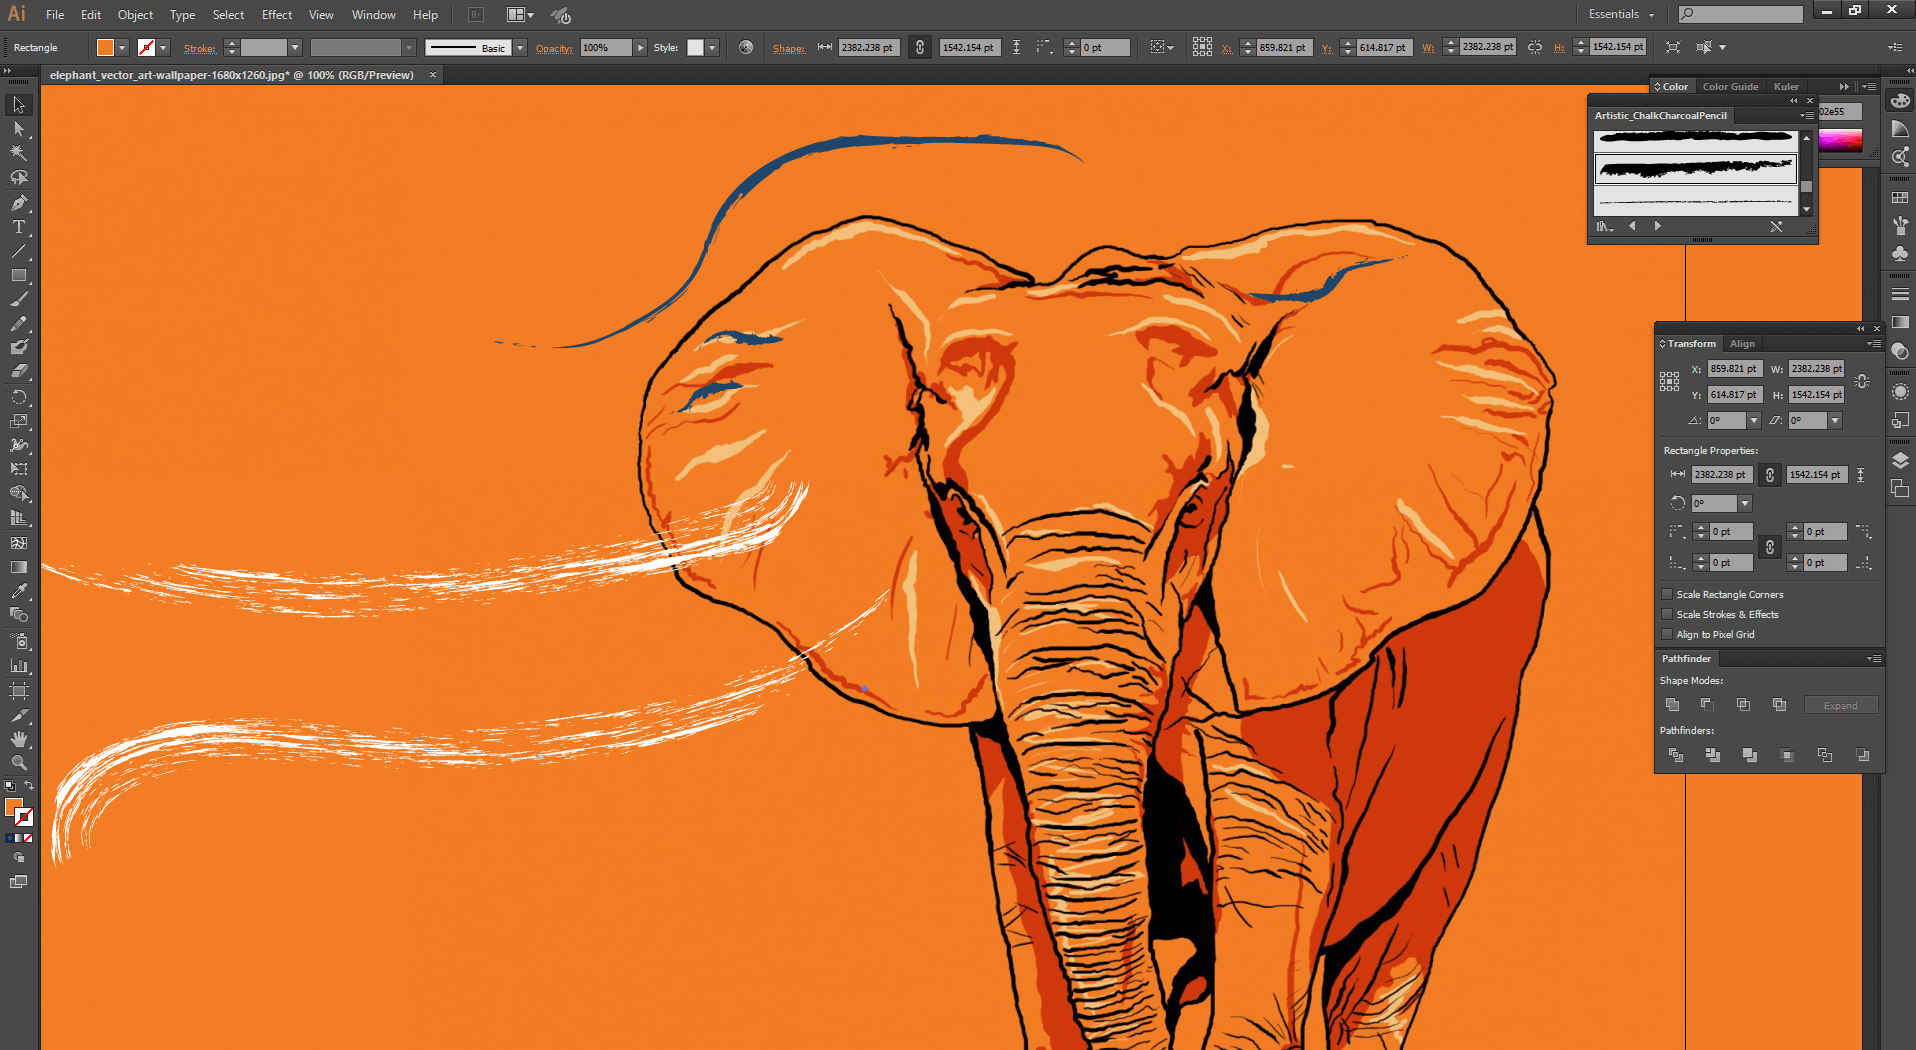 Ai File Edit Object Type Select Effect View Window Help Br Essentials
Rectangle Stroke: Basic Opacity: 100% Style: Shape: 2382.238 pt 1542.154 pt 0 pt X: 859.821 pt Y: 614.817 pt W: 2382.238 pt H: 1542.154 pt
elephant_vector_art-wallpaper-1680x1260.jpg* @ 100% (RGB/Preview)
Color Color Guide Kuler
02e55
Artistic_ChalkCharcoalPencil
Transform Align
X: 859.821 pt W: 2382.238 pt
Y: 614.817 pt H: 1542.154 pt
0° 0°
Rectangle Properties:
2382.238 pt 1542.154 pt
0°
0 pt 0 pt
0 pt 0 pt
Scale Rectangle Corners
Scale Strokes & Effects
Align to Pixel Grid
Pathfinder
Shape Modes:
Expand
Pathfinders: